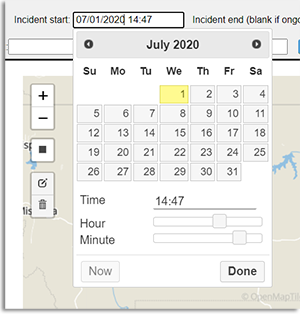 Incident start: 07/01/2020 14:47 Incident end (blank if ongo
July 2020
Su Mo Tu We Th Fr Sa
1 2 3 4
5 6 7 8 9 10 11
12 13 14 15 16 17 18
19 20 21 22 23 24 25
26 27 28 29 30 31
Time 14:47
Hour
Minute
Now Done
© OpenMapTil